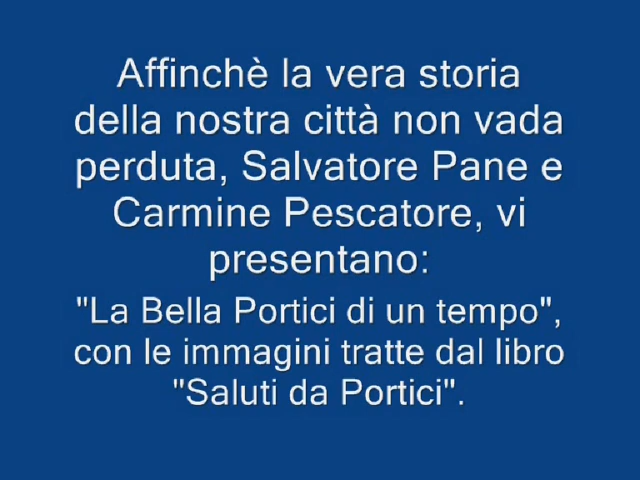 Affinchè la vera storia
della nostra città non vada
perduta, Salvatore Pane e
Carmine Pescatore, vi
presentano:
"La Bella Portici di un tempo",
con le immagini tratte dal libro
"Saluti da Portici".